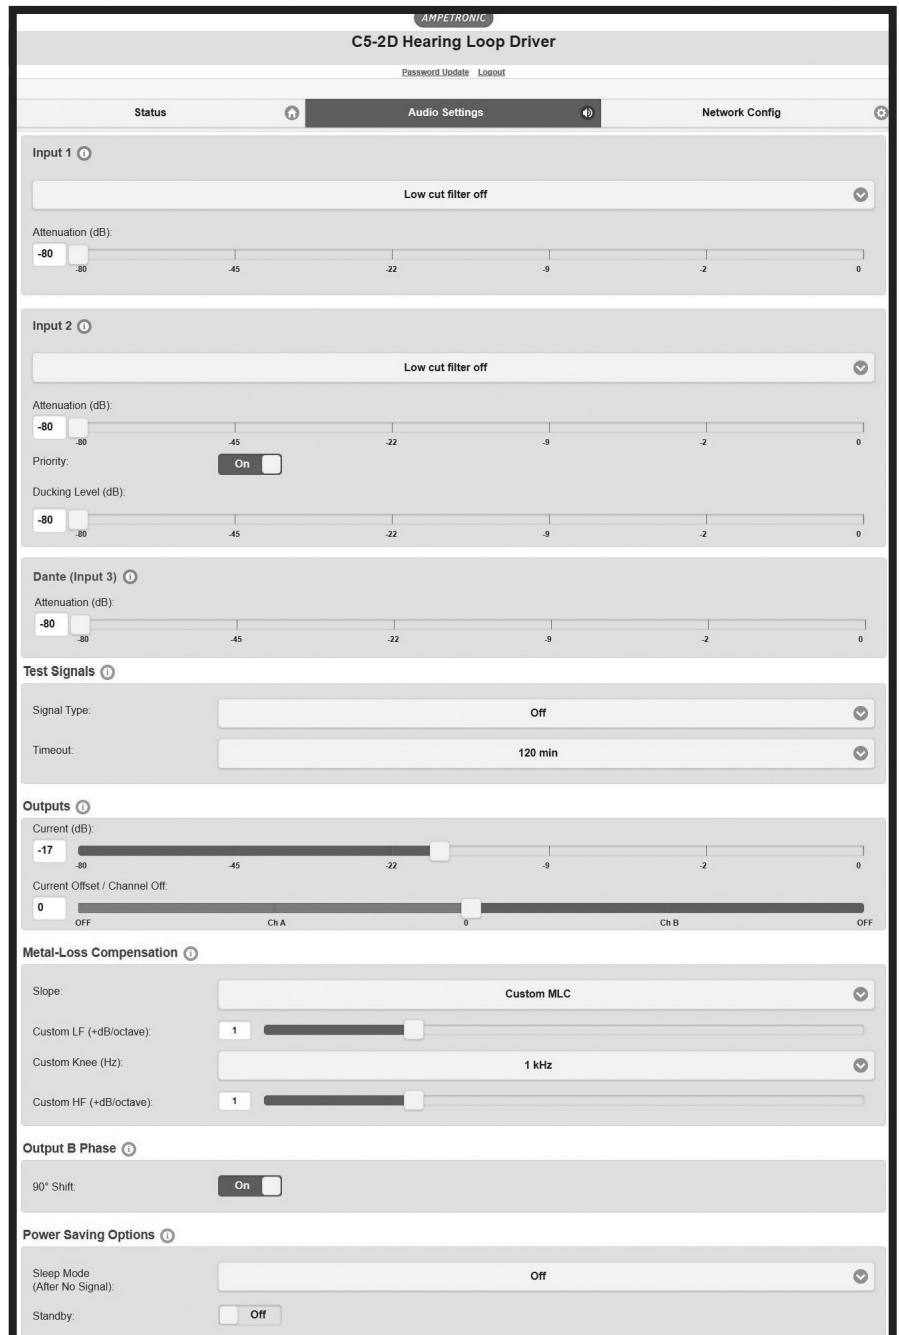 AMPETRONIC
C5-2D Hearing Loop Driver
Password Update Logout
Status Audio Settings Network Config
Input 1
Low cut filter off
Attenuation (dB):
-80
-80 -45 -22 -9 -2 0
Input 2
Low cut filter off
Attenuation (dB):
-80
-80 -45 -22 -9 -2 0
Priority: On
Ducking Level (dB):
-80
-80 -45 -22 -9 -2 0
Dante (Input 3)
Attenuation (dB):
-80
-80 -45 -22 -9 -2 0
Test Signals
Signal Type: Off
Timeout: 120 min
Outputs
Current (dB):
-17
-80 -45 -22 -9 -2 0
Current Offset / Channel Off:
0
OFF Ch A 0 Ch B OFF
Metal-Loss Compensation
Slope: Custom MLC
Custom LF (+dB/octave): 1
Custom Knee (Hz): 1 kHz
Custom HF (+dB/octave): 1
Output B Phase
90° Shift: On
Power Saving Options
Sleep Mode
(After No Signal): Off
Standby: Off